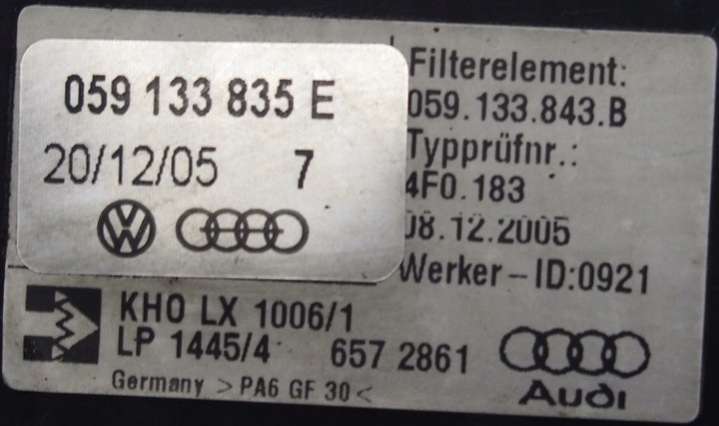 059 133 835 E
20/12/05 7
Filterelement:
059.133.843.B
Typprüfnr.:
4F0.183
08.12.2005
Werker-ID:0921
KHO LX 1006/1
LP 1445/4 657 2861
Germany >PA6 GF 30<
Audi